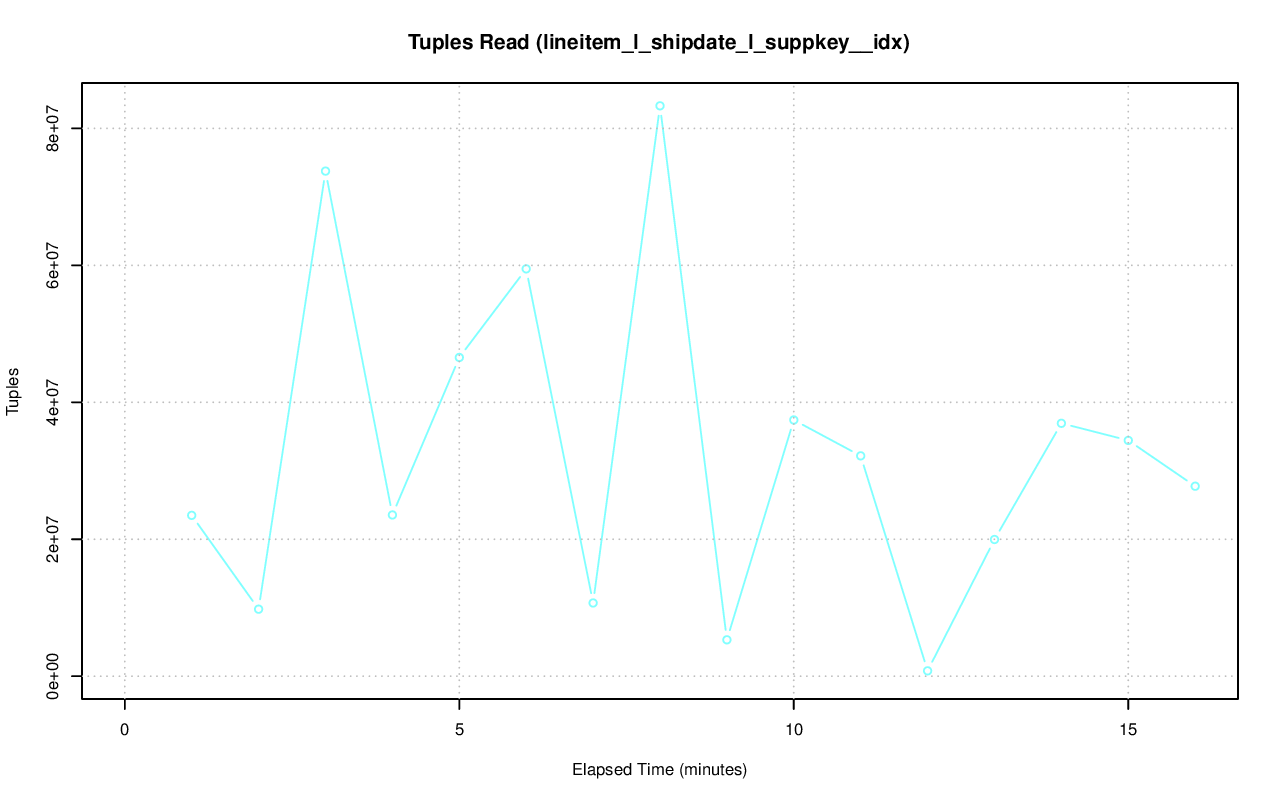 Tuples Read (lineitem_l_shipdate_l_suppkey__idx)
Tuples
8e+07
6e+07
4e+07
2e+07
0e+00
0 5 10 15
Elapsed Time (minutes)